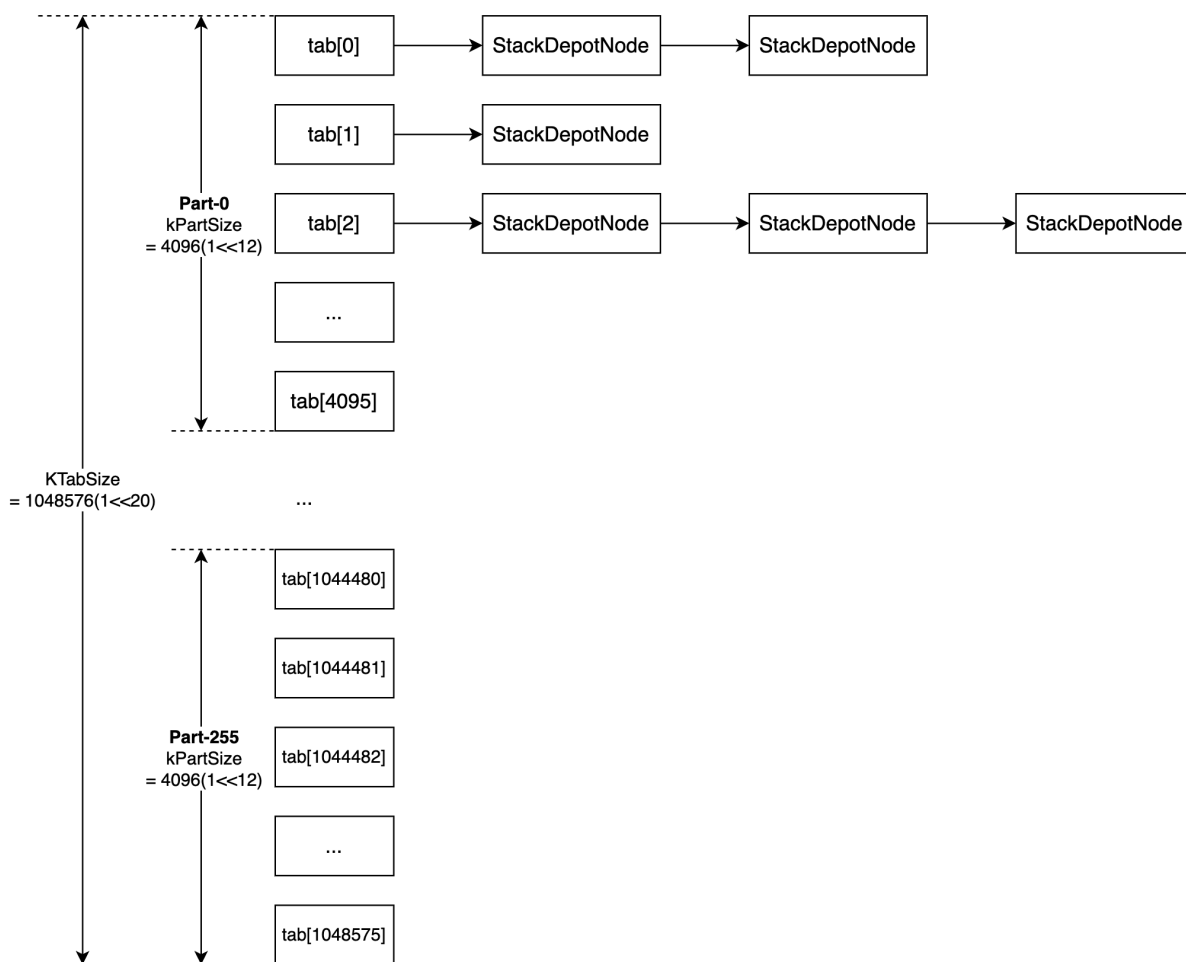 tab[0]
StackDepotNode
StackDepotNode
tab[1]
StackDepotNode
Part-0
kPartSize
= 4096(1<<12)
tab[2]
StackDepotNode
StackDepotNode
StackDepotNode
...
tab[4095]
KTabSize
= 1048576(1<<20)
...
tab[1044480]
tab[1044481]
Part-255
kPartSize
= 4096(1<<12)
tab[1044482]
...
tab[1048575]